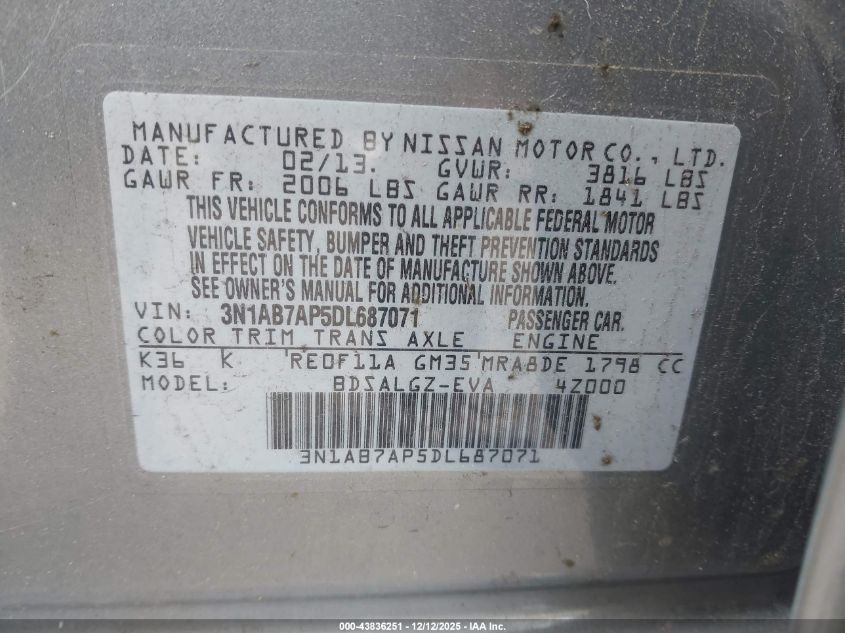 MANUFACTURED BY NISSAN MOTOR CO., LTD.
DATE: 02/13. GVWR: 3816 LBS
GAWR FR: 2006 LBS GAWR RR: 1841 LBS
THIS VEHICLE CONFORMS TO ALL APPLICABLE FEDERAL MOTOR
VEHICLE SAFETY, BUMPER AND THEFT PREVENTION STANDARDS
IN EFFECT ON THE DATE OF MANUFACTURE SHOWN ABOVE.
SEE OWNER'S MANUAL FOR ADDITIONAL INFORMATION.
VIN: 3N1AB7AP5DL687071 PASSENGER CAR.
COLOR TRIM TRANS AXLE ENGINE
K36 K 'RE0F11A GM35'MRA8DE 1798 CC
MODEL: BDSALGZ-EVA 4Z000
3N1AB7AP5DL687071
000-43836251 - 12/12/2025 - IAA Inc.